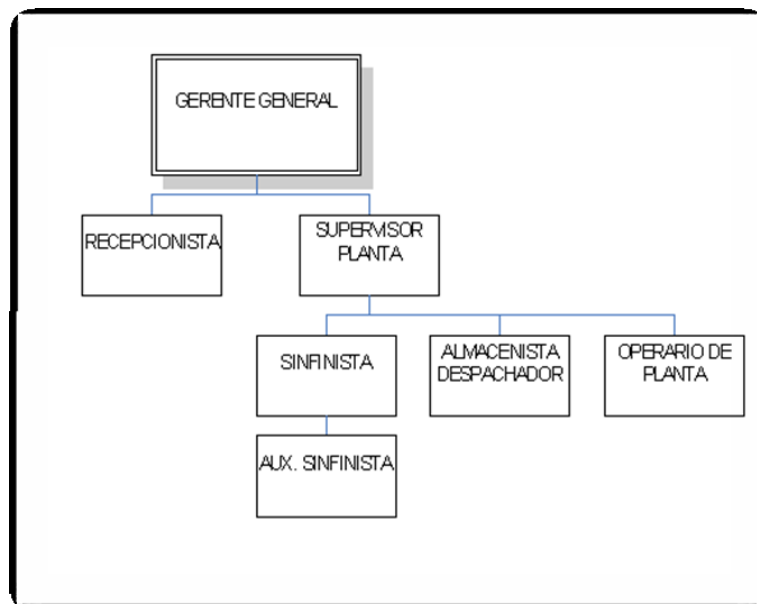 GERENTE GENERAL
RECEPCIONISTA
SUPERVISOR
PLANTA
SINFINISTA
ALMACENISTA
DESPACHADOR
OPERARIO DE
PLANTA
AUX. SINFINISTA